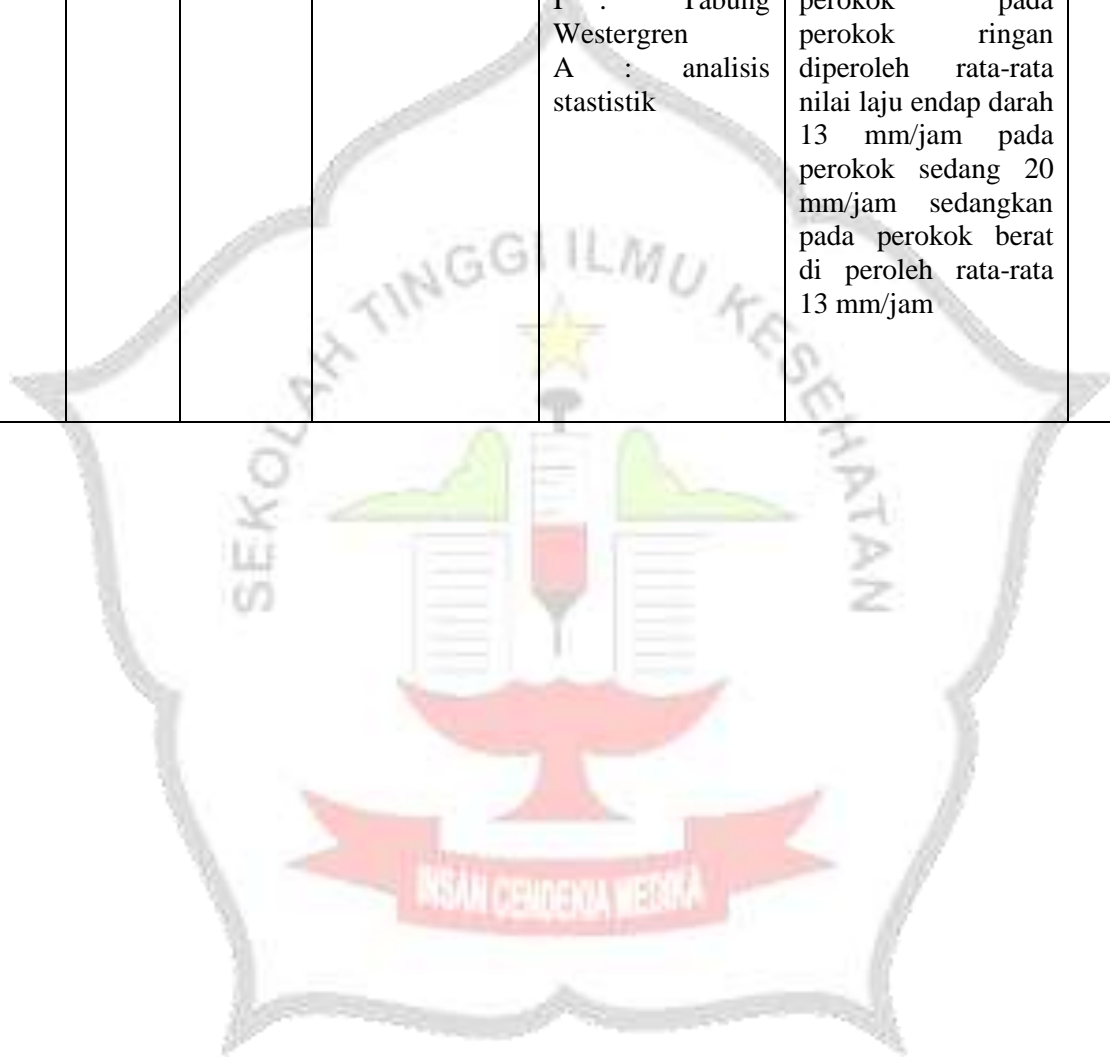 I : Tabung
Westergren
A : analisis
stastistik
perokok pada
perokok ringan
diperoleh rata-rata
nilai laju endap darah
13 mm/jam pada
perokok sedang 20
mm/jam sedangkan
pada perokok berat
di peroleh rata-rata
13 mm/jam
SEKOLAH TINGGI ILMU KESEHATAN
INSAN CENDEKIA MEDIKA